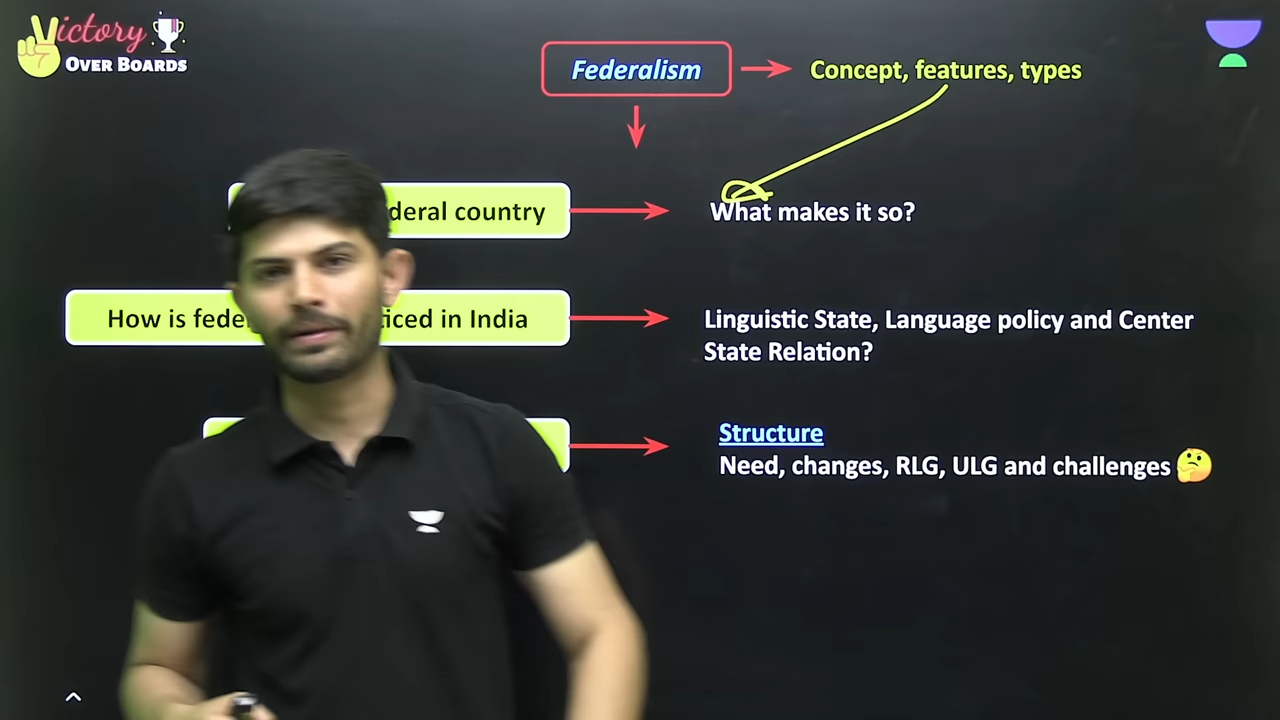 Victory
OVER BOARDS
Federalism
Concept, features, types
deral country
What makes it so?
How is fede iced in India
Linguistic State, Language policy and Center
State Relation?
Structure
Need, changes, RLG, ULG and challenges